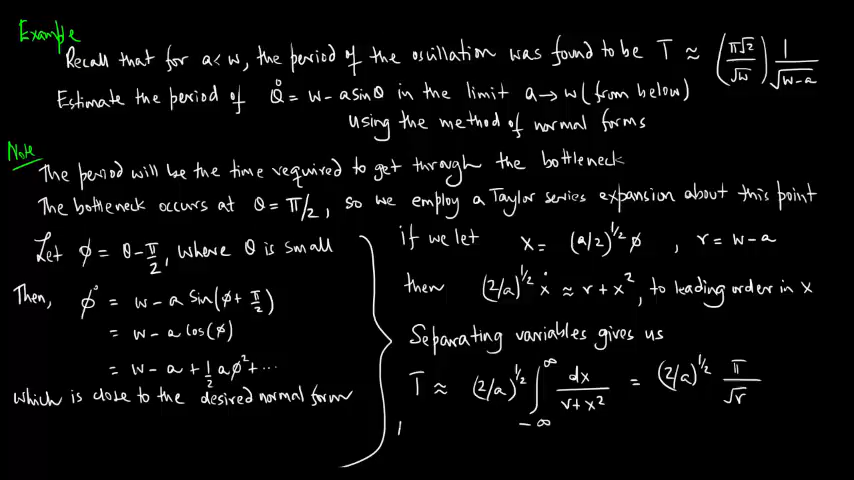 Example
Recall that for a < w, the period of the oscillation was found to be T ≈ (π√2/√w) 1/√(w-a)
Estimate the period of θ̇ = w - a sinθ in the limit a → w (from below)
using the method of normal forms
Note
The period will be the time required to get through the bottleneck
The bottleneck occurs at θ = π/2, so we employ a Taylor series expansion about this point
Let ϕ = θ - π/2, where θ is small
Then, ϕ̇ = w - a sin(ϕ + π/2)
= w - a cos(ϕ)
= w - a + 1/2 aϕ² + ...
which is close to the desired normal form
if we let x = (a/2)^1/2 ϕ, r = w - a
then (2/a)^1/2 ẋ ≈ r + x², to leading order in x
Separating variables gives us
T ≈ (2/a)^1/2 ∫_-∞^∞ dx/(r + x²) = (2/a)^1/2 π/√r